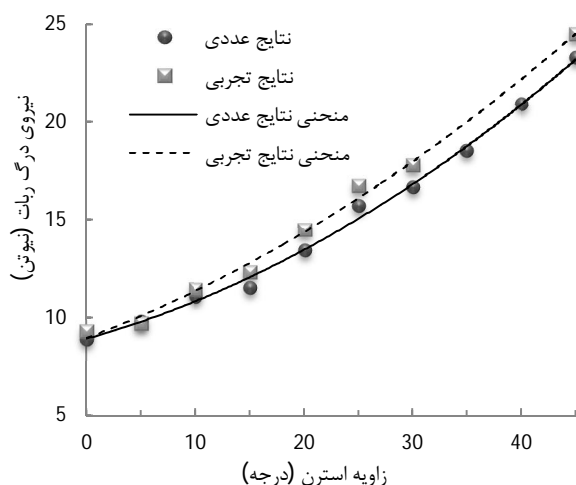 25
20
15
10
5
0
10
20
30
40
نیروی درگ ربات (نیوتن)
زاویه استرن (درجه)
نتایج عددی
نتایج تجربی
منحنی نتایج عددی
منحنی نتایج تجربی